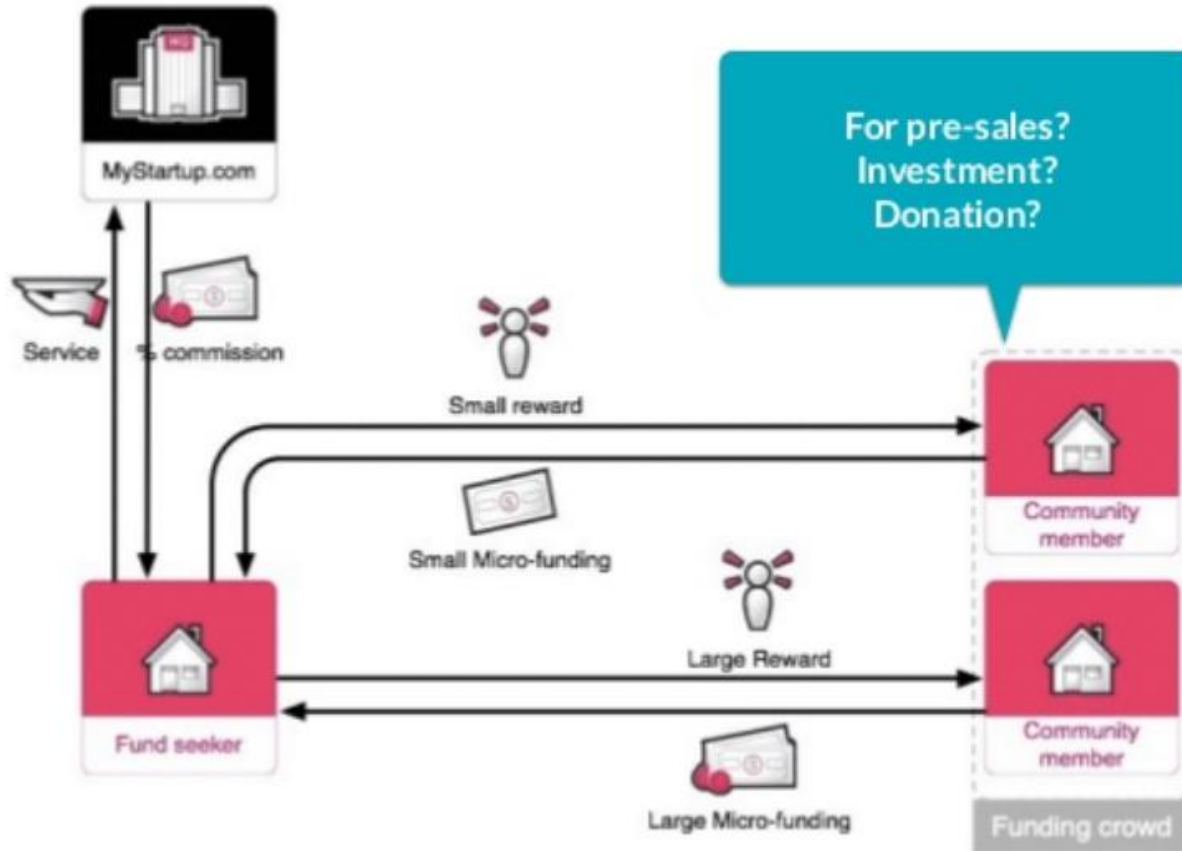 HQ
MyStartup.com
For pre-sales?
Investment?
Donation?
Service
% commission
Small reward
Small Micro-funding
Community
member
Large Reward
Fund seeker
Large Micro-funding
Community
member
Funding crowd